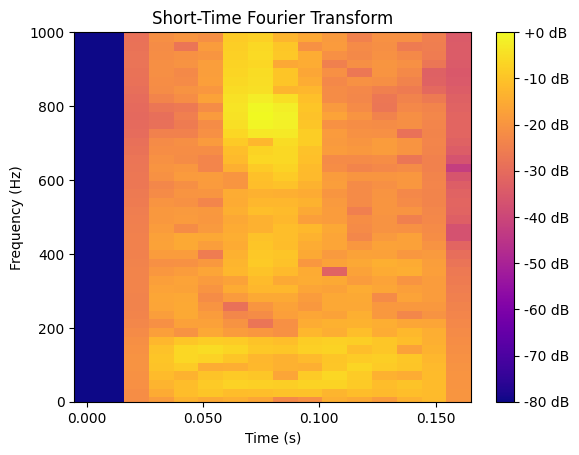 Short-Time Fourier Transform
1000
800
600
400
200
0
Frequency (Hz)
0.000
0.050
0.100
0.150
Time (s)
+0 dB
-10 dB
-20 dB
-30 dB
-40 dB
-50 dB
-60 dB
-70 dB
-80 dB